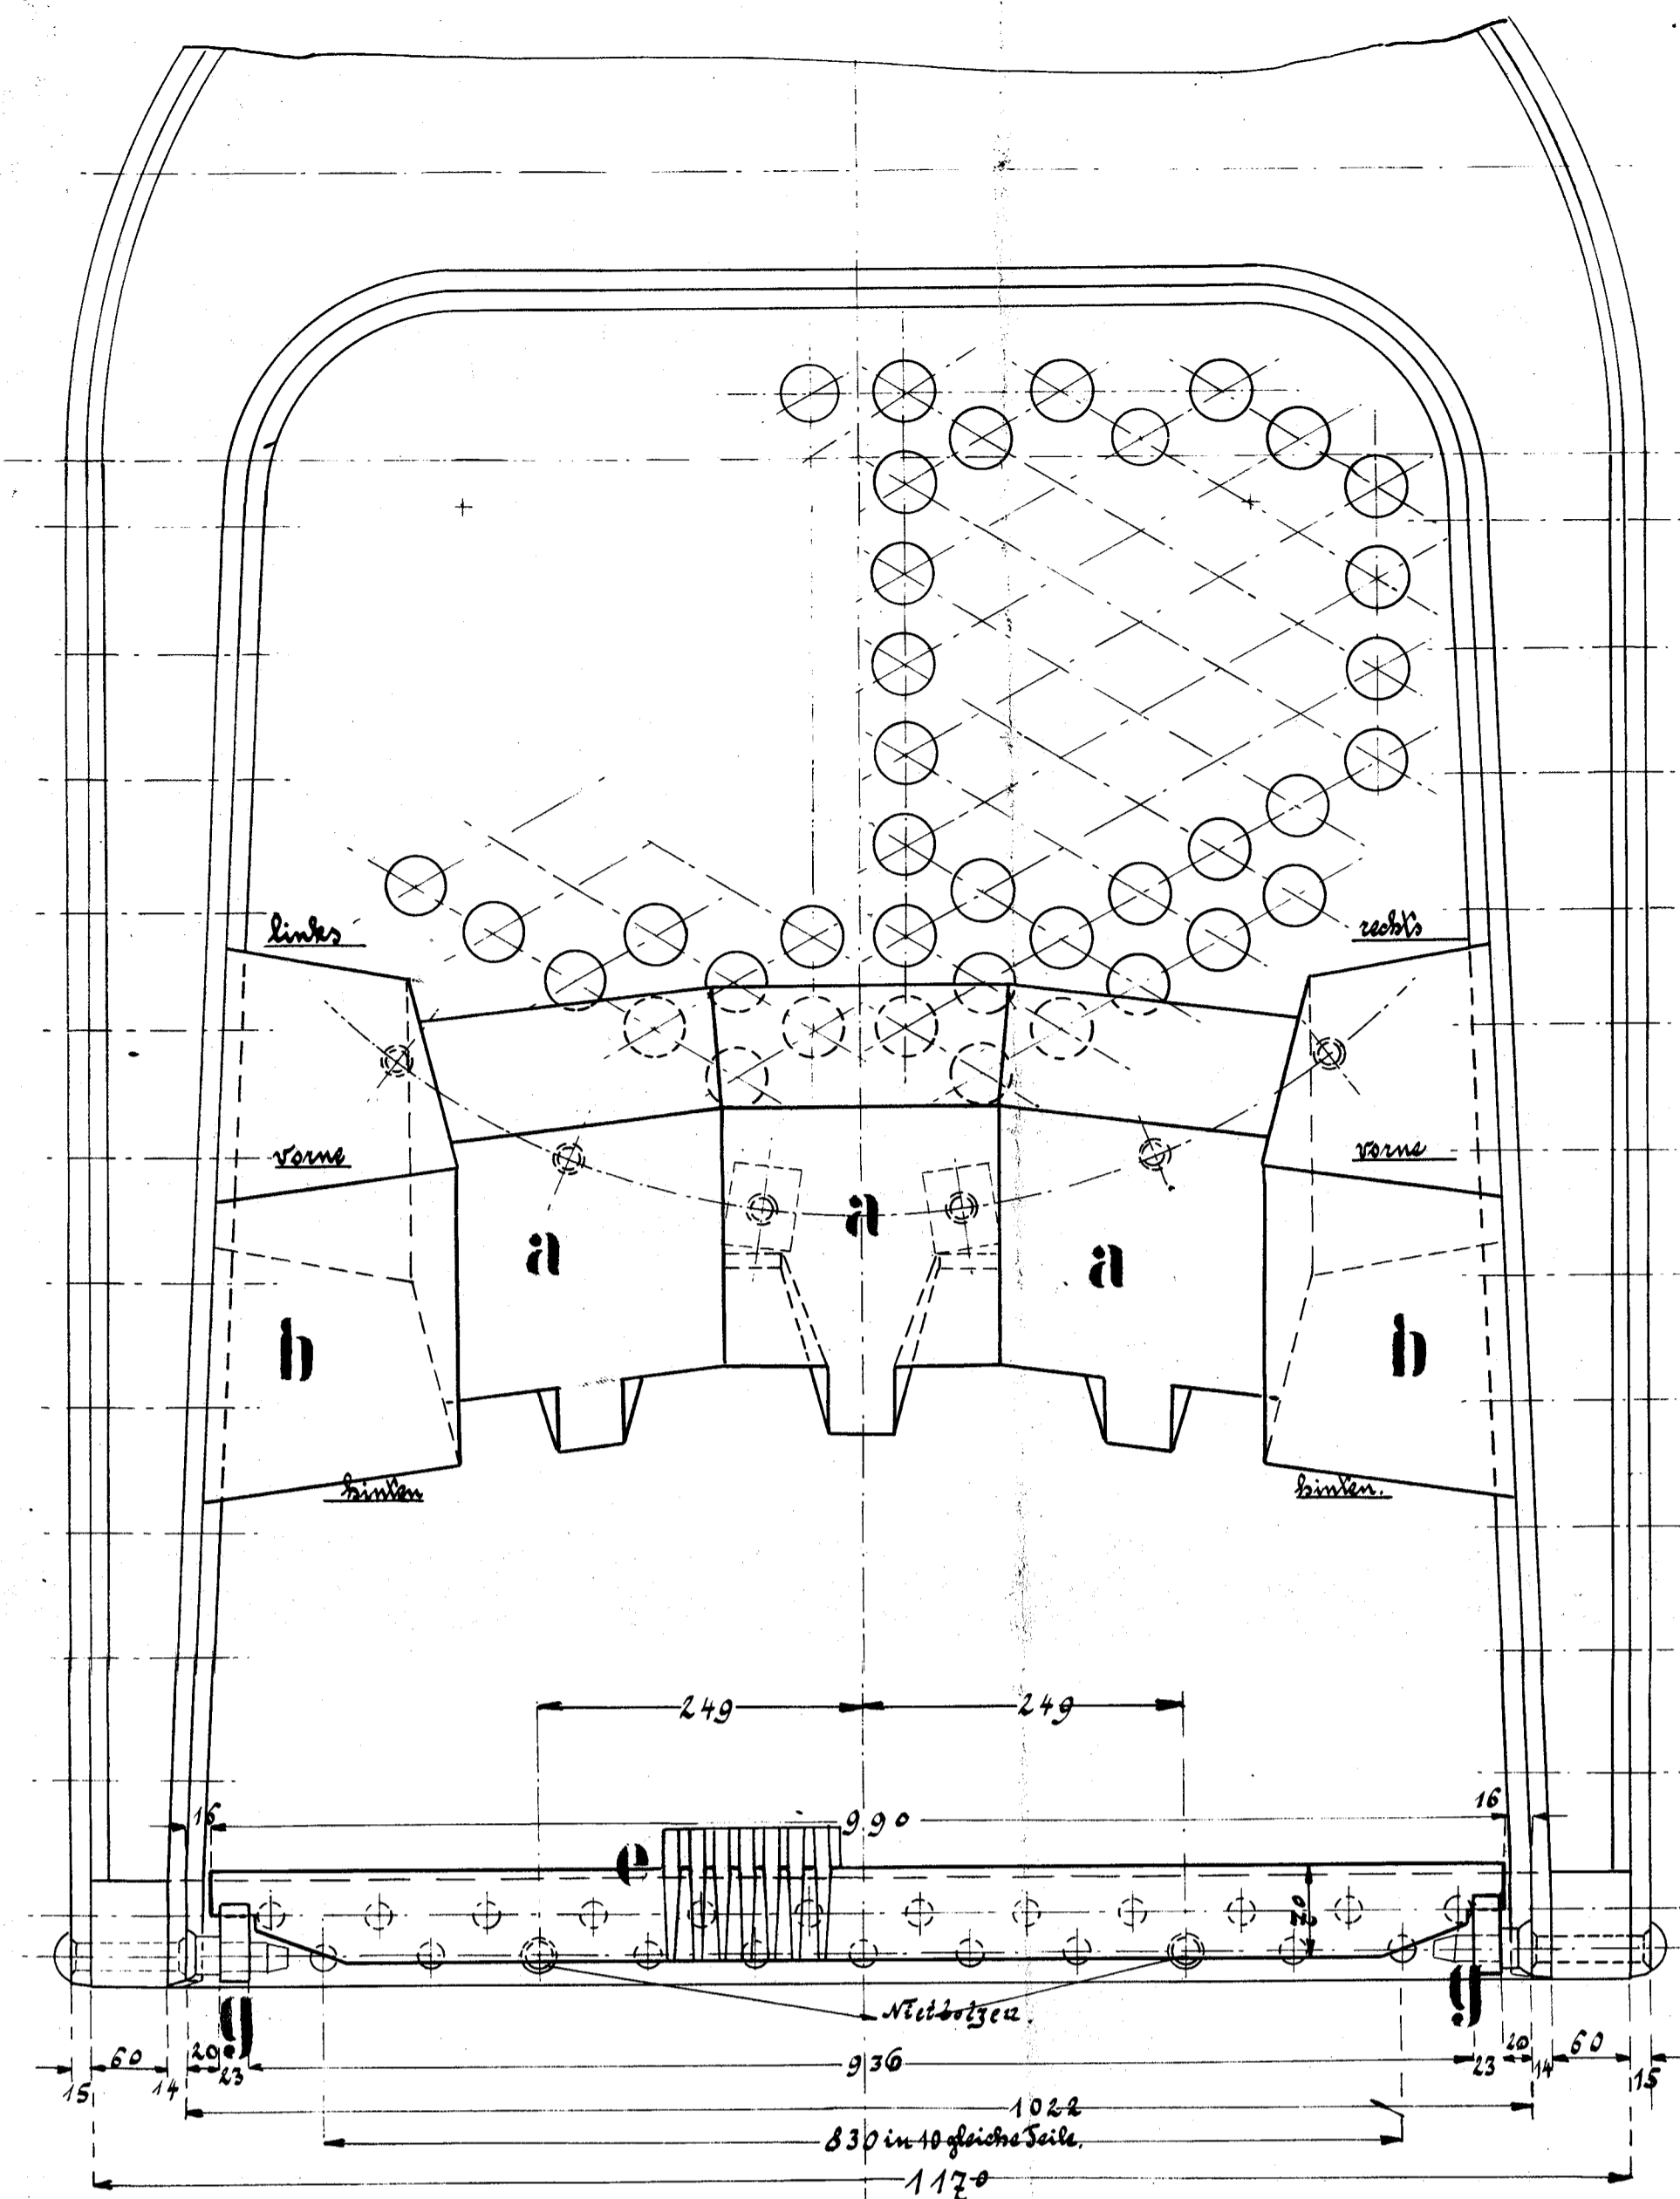 links
rechts
vorne
vorne
a
a
a
b
b
hinten
hinten.
249
249
16
990
16
e
70
Nietbolzen.
g
g
15
60
14
20
23
936
23
20
14
60
15
1022
830 in 10 gleiche Teile.
1170